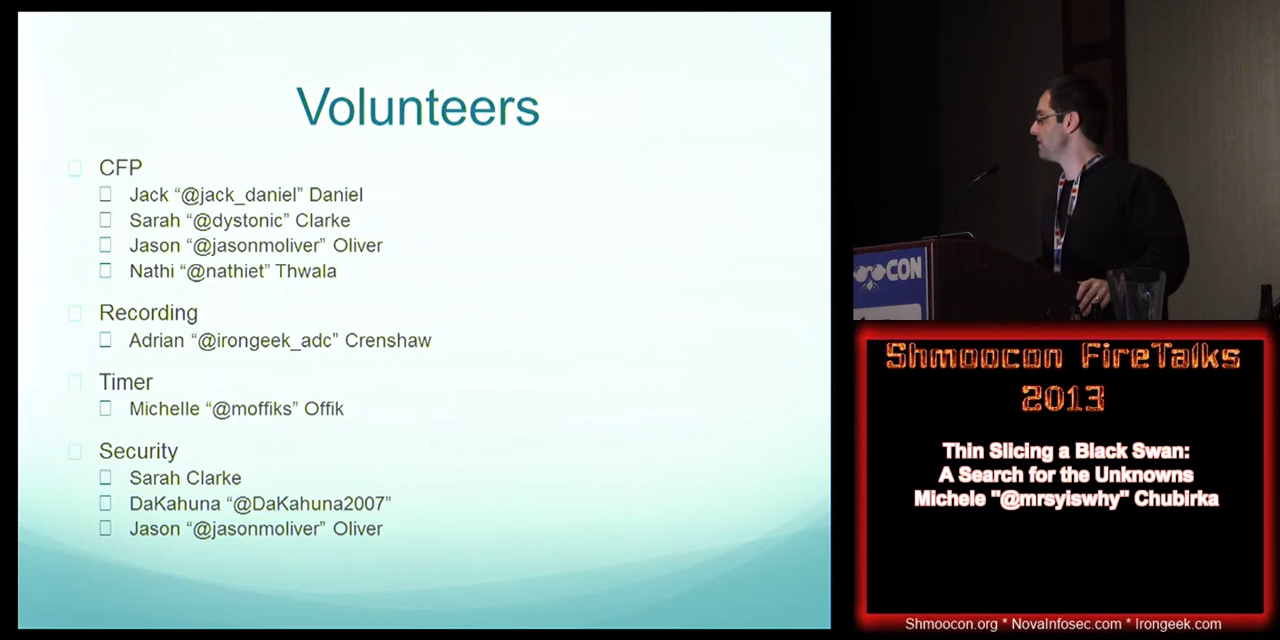 Volunteers
CFP
Jack “@jack_daniel” Daniel
Sarah “@dystonic” Clarke
Jason “@jasonmoliver” Oliver
Nathi “@nathiet” Thwala
Recording
Adrian “@irongeek_adc” Crenshaw
Timer
Michelle “@moffiks” Offik
Security
Sarah Clarke
DaKahuna “@DaKahuna2007”
Jason “@jasonmoliver” Oliver
CON
Shmoocon FireTalks
2013
Thin Slicing a Black Swan:
A Search for the Unknowns
Michele "@mrsyiswhy" Chubirka
Shmoocon.org * NovaInfosec.com * Irongeek.com